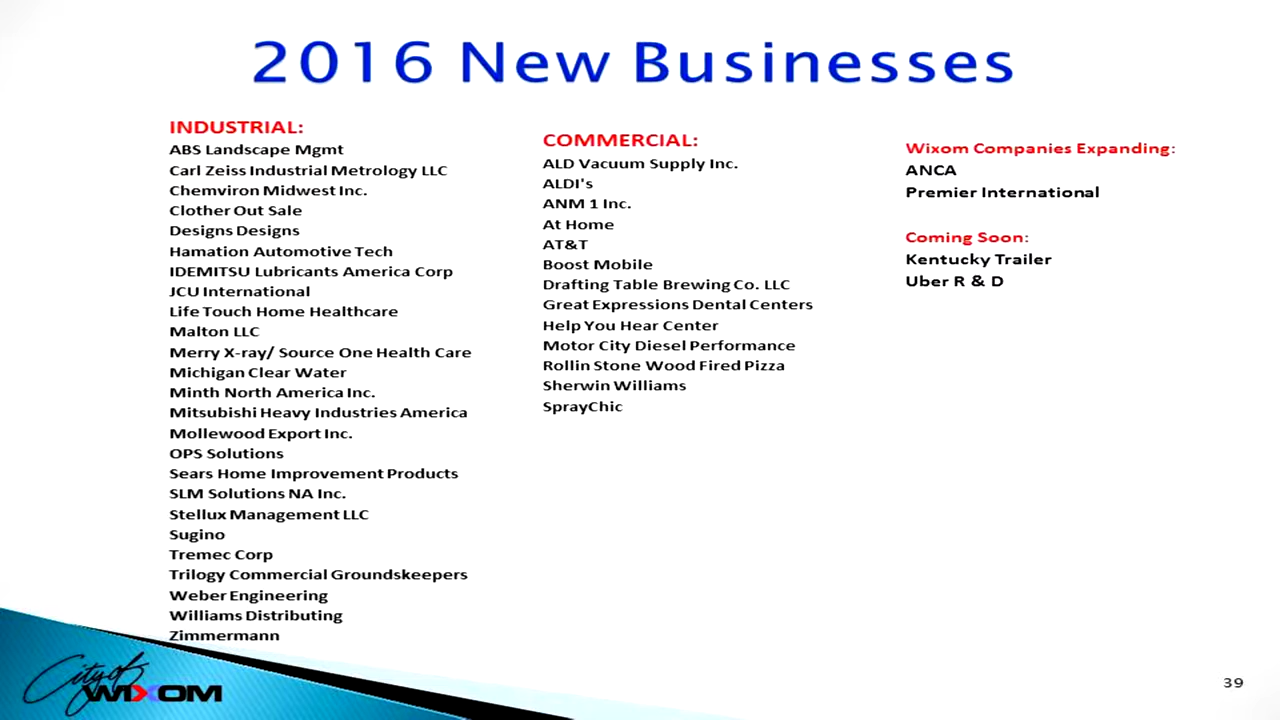 2016 New Businesses
INDUSTRIAL:
ABS Landscape Mgmt
Carl Zeiss Industrial Metrology LLC
Chemviron Midwest Inc.
Clother Out Sale
Designs Designs
Hamation Automotive Tech
IDEMITSU Lubricants America Corp
JCU International
Life Touch Home Healthcare
Malton LLC
Merry X-ray/ Source One Health Care
Michigan Clear Water
Minth North America Inc.
Mitsubishi Heavy Industries America
Mollewood Export Inc.
OPS Solutions
Sears Home Improvement Products
SLM Solutions NA Inc.
Stellux Management LLC
Sugino
Tremec Corp
Trilogy Commercial Groundskeepers
Weber Engineering
Williams Distributing
Zimmermann
COMMERCIAL:
ALD Vacuum Supply Inc.
ALDI's
ANM 1 Inc.
At Home
AT&T
Boost Mobile
Drafting Table Brewing Co. LLC
Great Expressions Dental Centers
Help You Hear Center
Motor City Diesel Performance
Rollin Stone Wood Fired Pizza
Sherwin Williams
SprayChic
Wixom Companies Expanding:
ANCA
Premier International
Coming Soon:
Kentucky Trailer
Uber R & D
City of
WIXOM
39